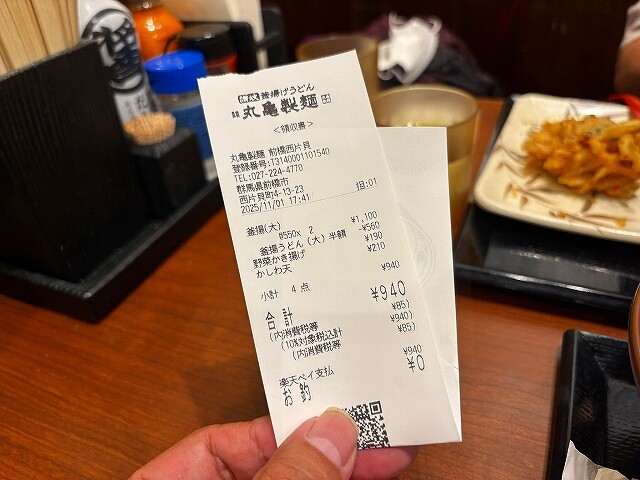 讃岐 釜揚げうどん
丸亀製麺
<領収書>
丸亀製麺 前橋西片貝
登録番号:T3140001101540
TEL:027-224-4770
群馬県前橋市
西片貝町4-13-23
2025/11/01 17:41 担:01
釜揚(大)
@550x 2 ¥1,100
釜揚うどん(大)半額 -¥560
野菜かき揚げ ¥190
かしわ天 ¥210
小計 4 点 ¥940
合計 ¥940
(内消費税等 ¥85)
(10%対象税込計 ¥940)
(内消費税等 ¥85)
楽天ペイ支払 ¥940
お釣 ¥0